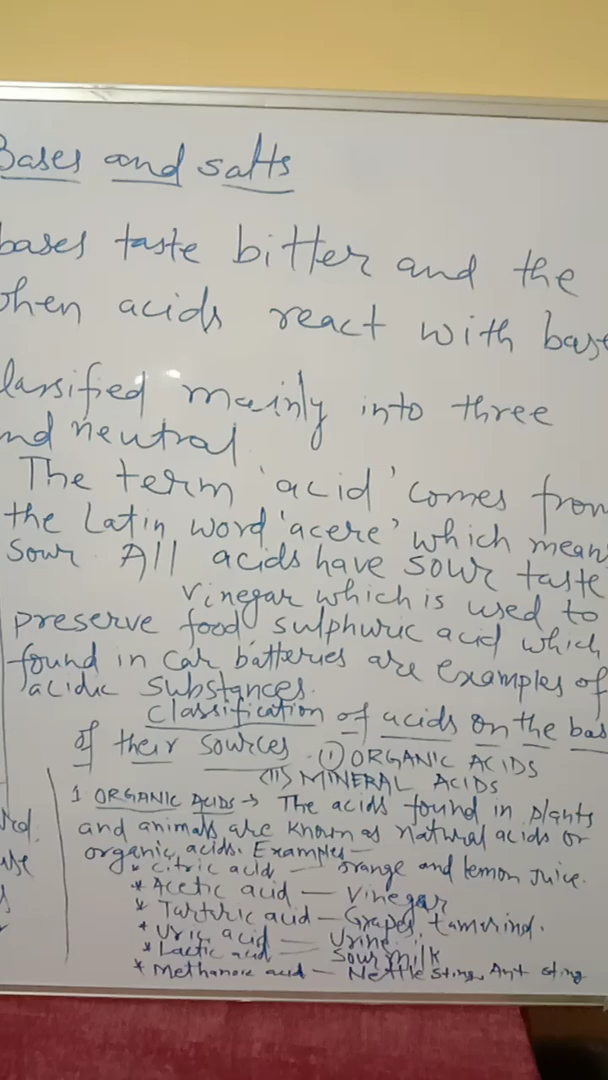 Bases and salts
bases taste bitter and the
when acids react with base
lassified mainly into three
nd neutral
The term 'acid' comes from
the Latin word 'acere' which means
sour. All acids have sour taste
vinegar which is used to
preserve food, sulphuric acid which
found in car batteries are examples of
acidic substances.
Classification of acids on the bas
of their sources. (i) ORGANIC ACIDS
(ii) MINERAL ACIDS
1 ORGANIC ACIDS → The acids found in plants
and animals are known as natural acids or
organic acids. Examples—
* Citric acid — orange and lemon juice.
* Acetic acid — Vinegar
* Tartaric acid — Grapes, tamarind.
* Uric acid — Urine
* Lactic acid — Sour milk
* Methanoic acid — Nettle sting, Ant sting